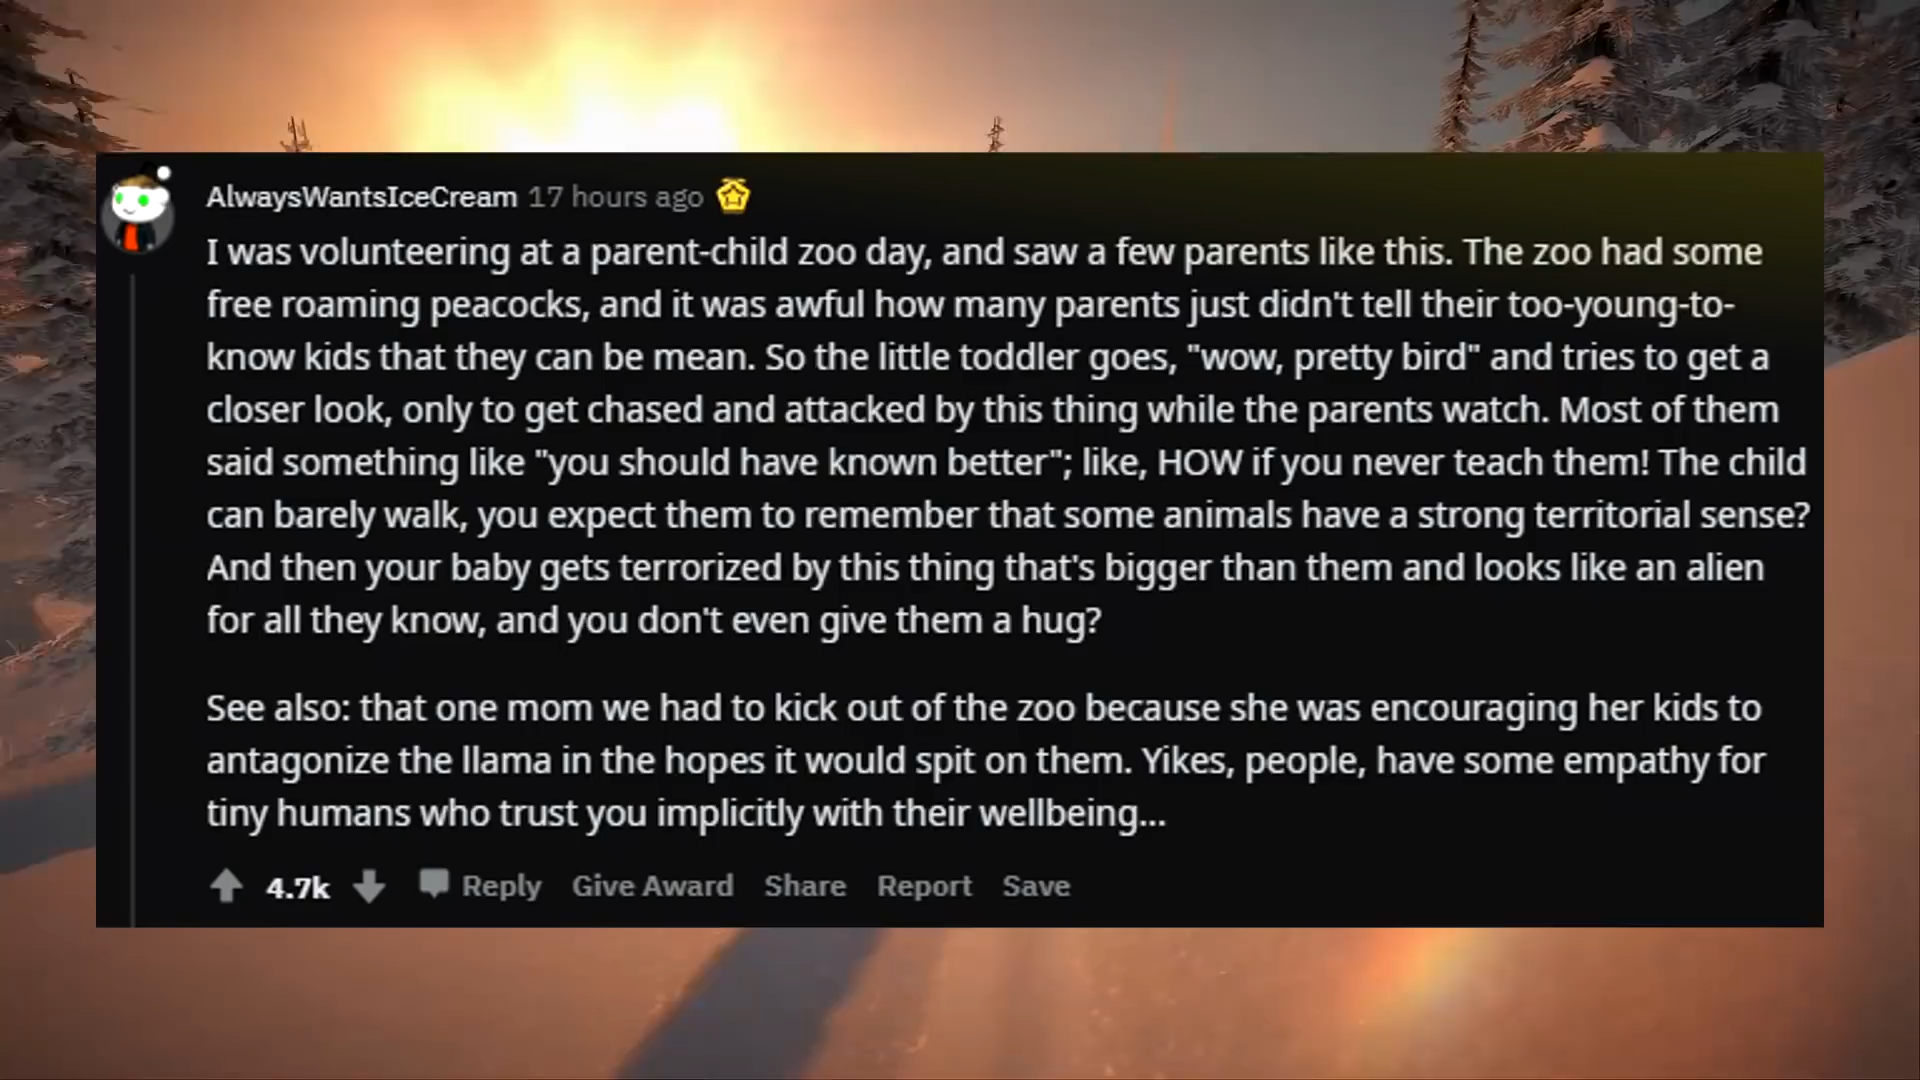 AlwaysWantsIceCream 17 hours ago
I was volunteering at a parent-child zoo day, and saw a few parents like this. The zoo had some
free roaming peacocks, and it was awful how many parents just didn't tell their too-young-to-
know kids that they can be mean. So the little toddler goes, "wow, pretty bird" and tries to get a
closer look, only to get chased and attacked by this thing while the parents watch. Most of them
said something like "you should have known better"; like, HOW if you never teach them! The child
can barely walk, you expect them to remember that some animals have a strong territorial sense?
And then your baby gets terrorized by this thing that's bigger than them and looks like an alien
for all they know, and you don't even give them a hug?
See also: that one mom we had to kick out of the zoo because she was encouraging her kids to
antagonize the llama in the hopes it would spit on them. Yikes, people, have some empathy for
tiny humans who trust you implicitly with their wellbeing...
4.7k Reply Give Award Share Report Save